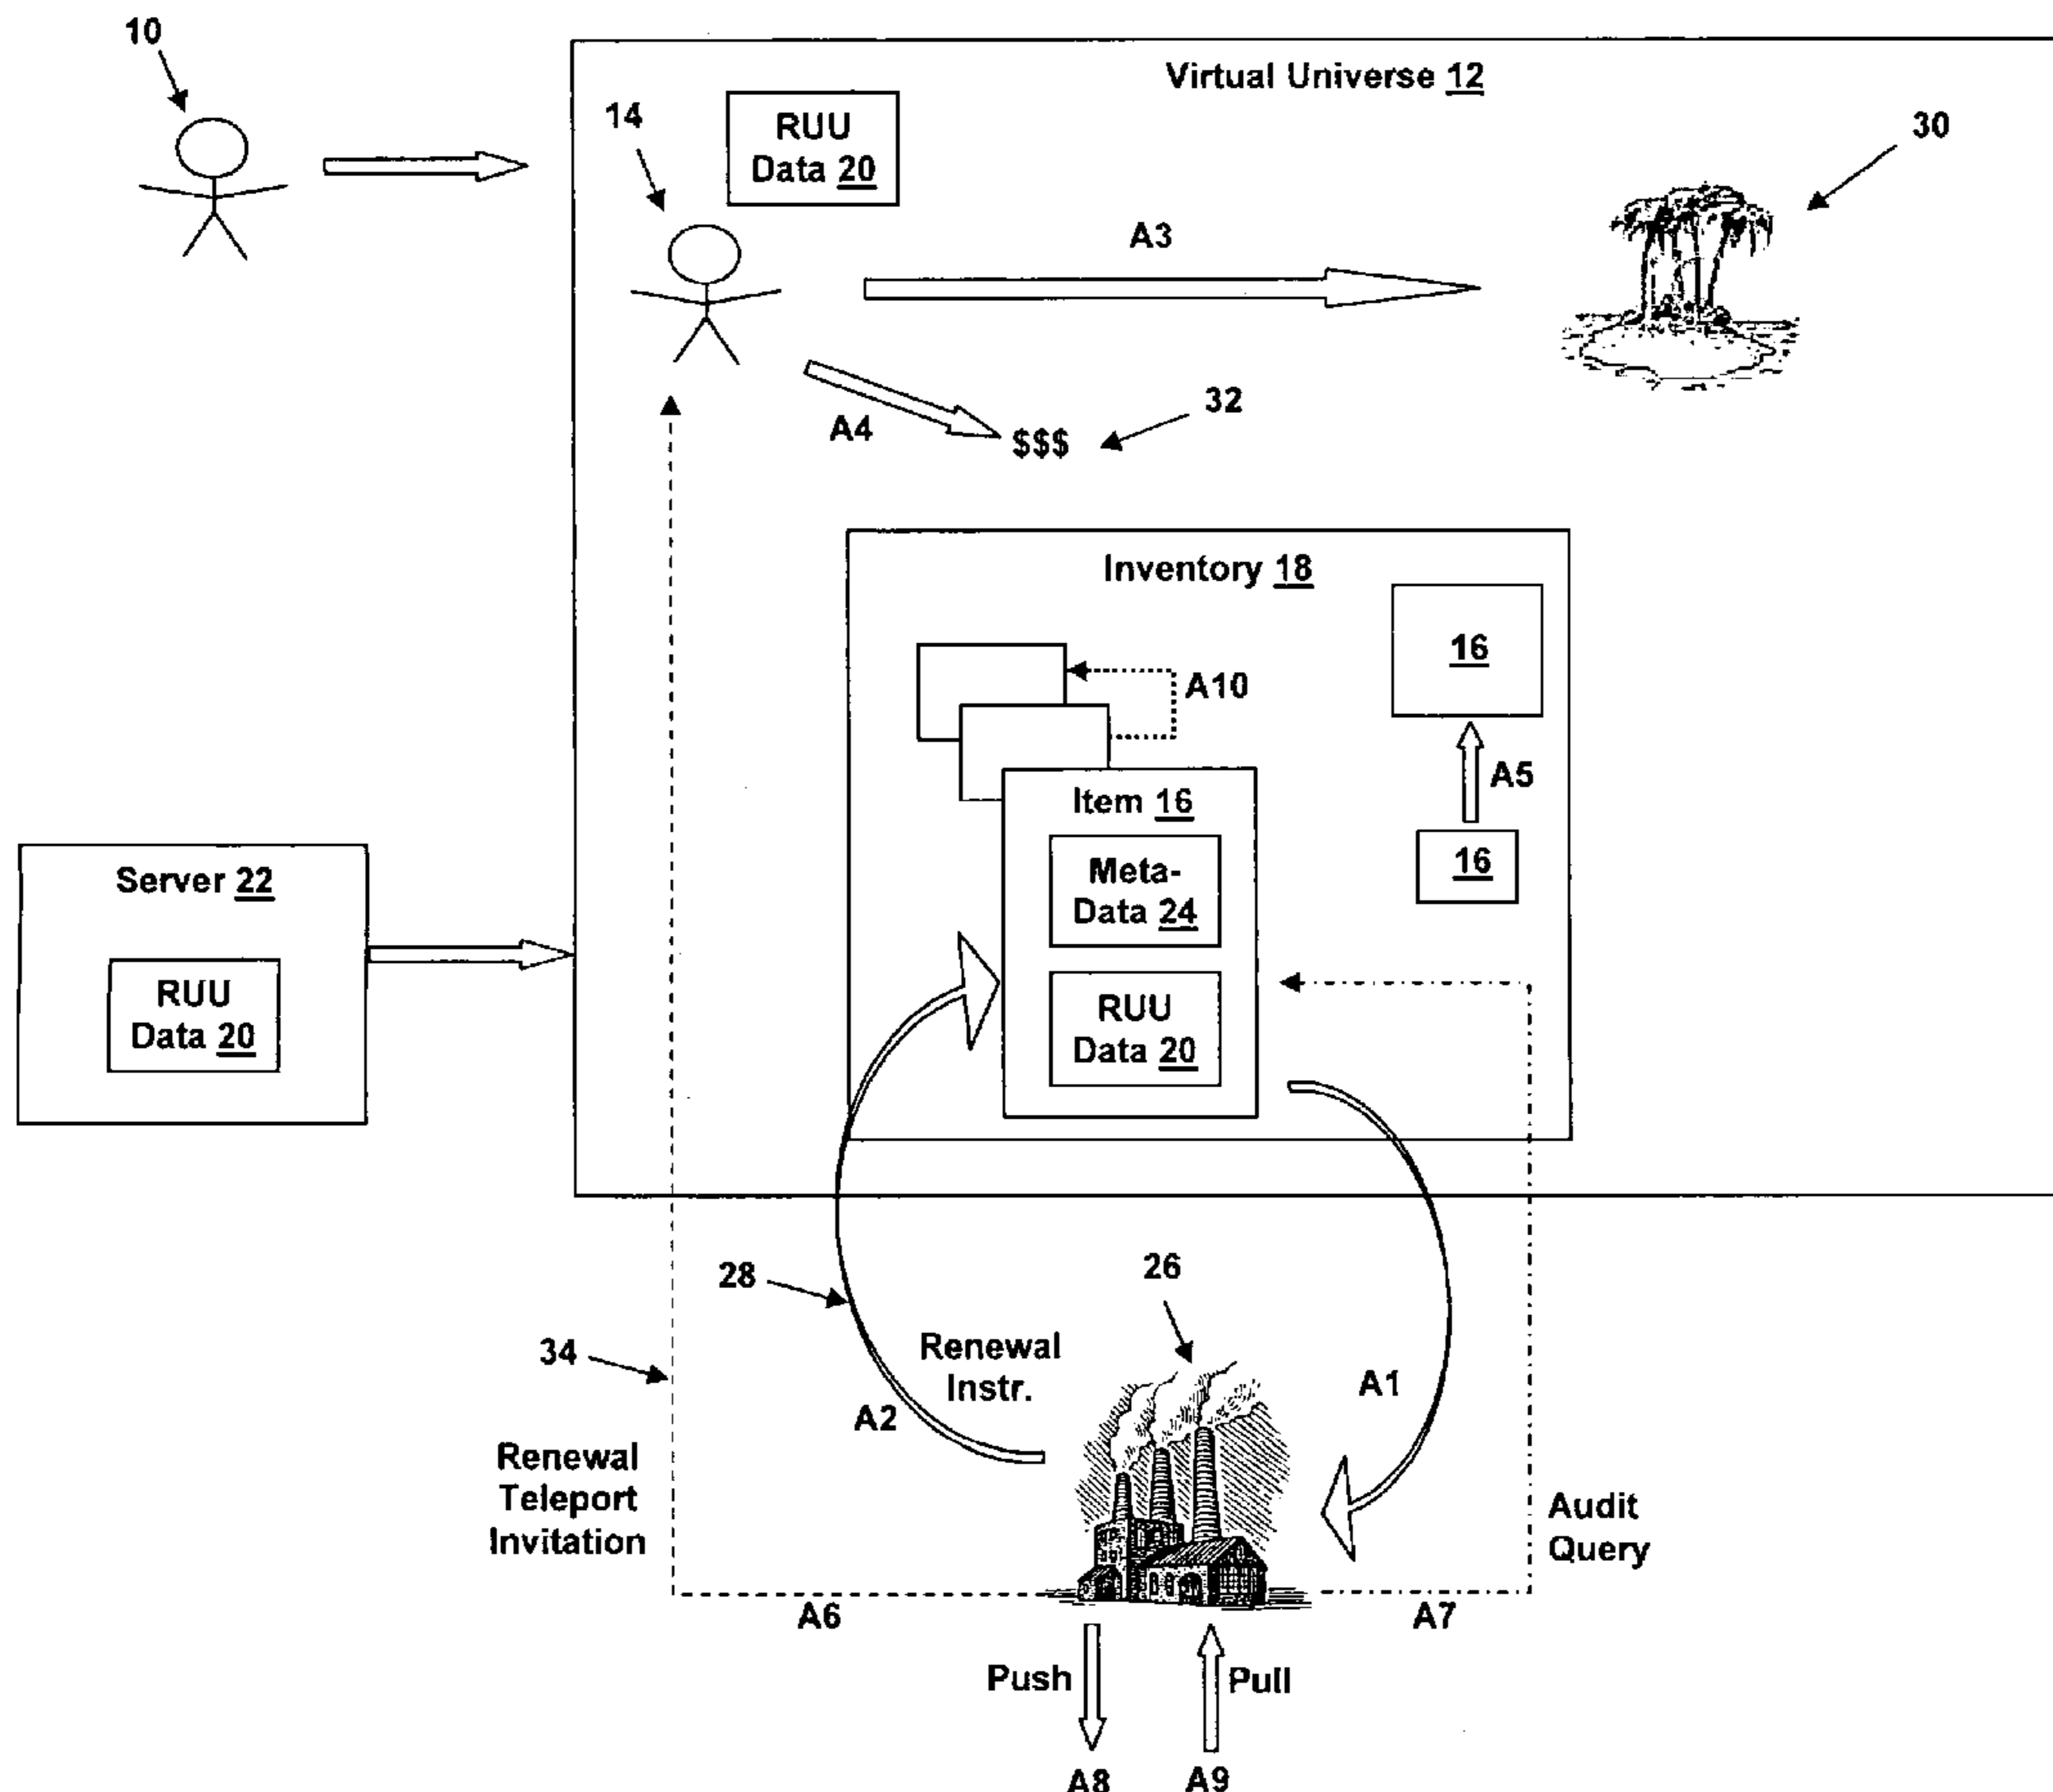 10
Virtual Universe 12
14
RUU
Data 20
30
A3
32
A4
$$$
Inventory 18
16
A10
A5
Item 16
16
Meta-
Data 24
Server 22
RUU
Data 20
RUU
Data 20
28
26
34
Renewal
Instr.
A1
A2
Renewal
Teleport
Invitation
Audit
Query
A6
A7
Push
Pull
A8
A9